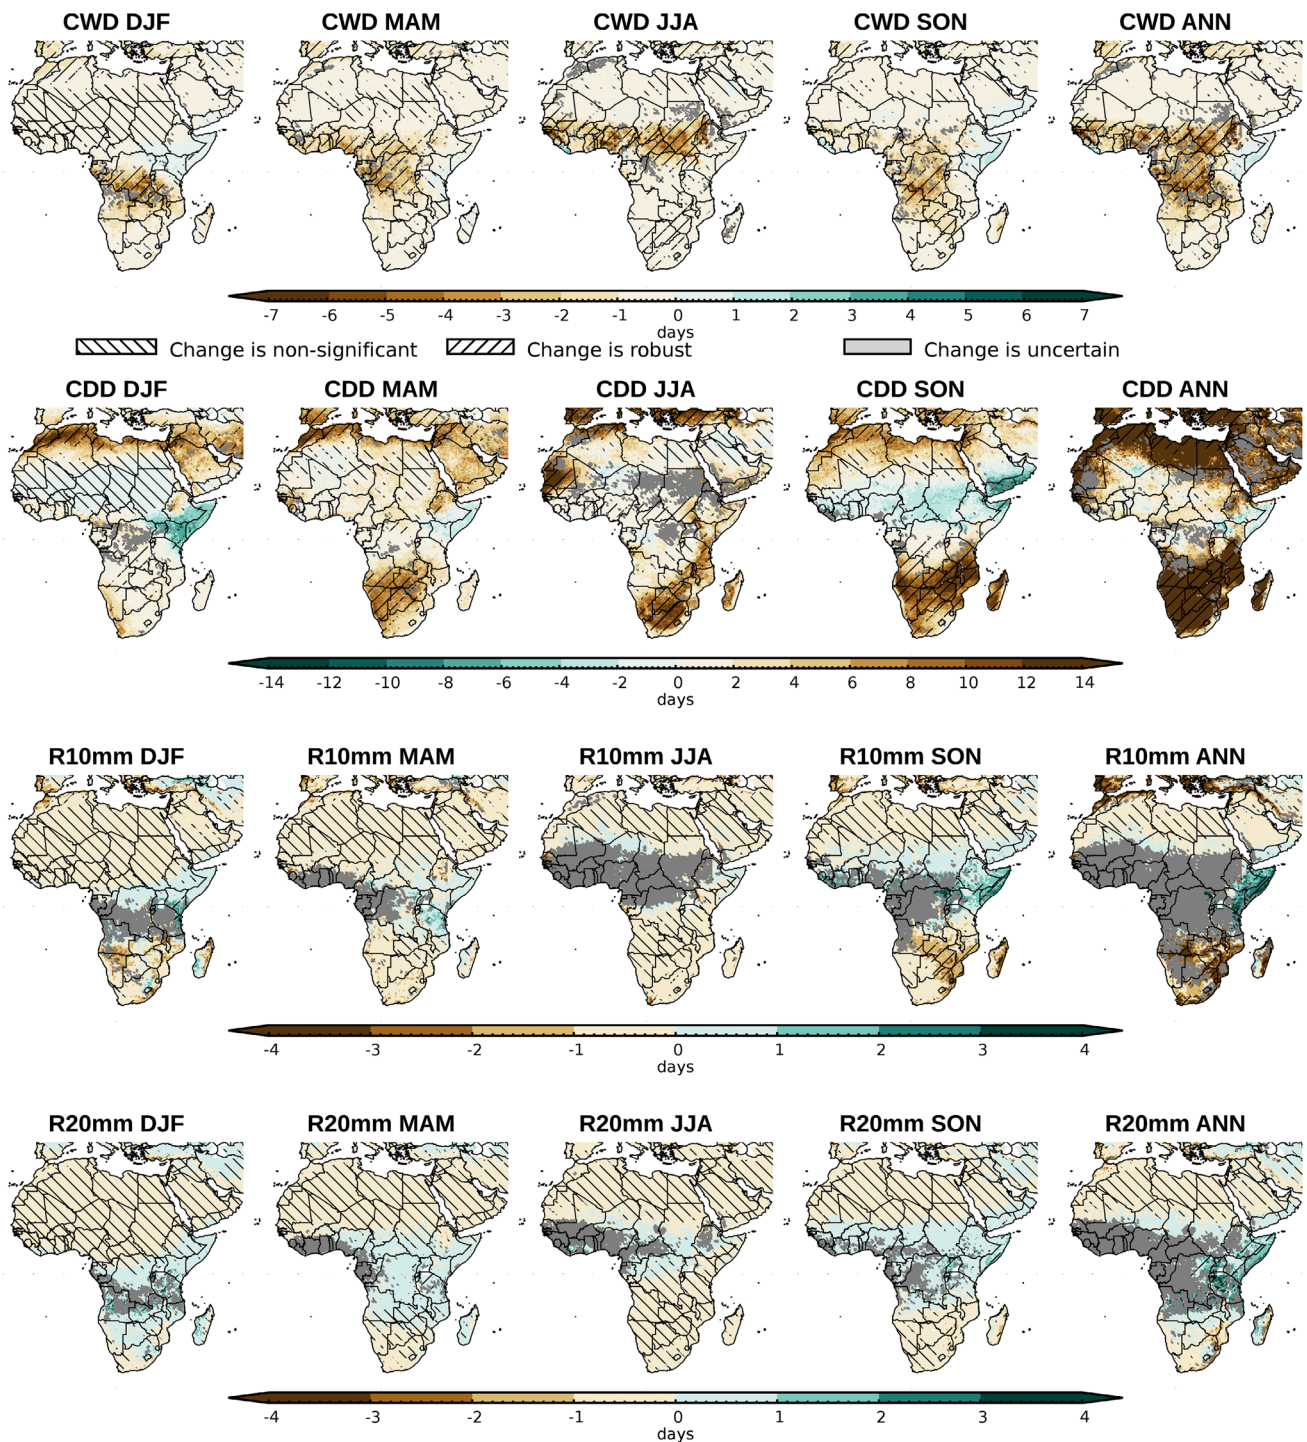 CWD DJF CWD MAM CWD JJA CWD SON CWD ANN
-7 -6 -5 -4 -3 -2 -1 0 1 2 3 4 5 6 7
days
Change is non-significant Change is robust Change is uncertain
CDD DJF CDD MAM CDD JJA CDD SON CDD ANN
-14 -12 -10 -8 -6 -4 -2 0 2 4 6 8 10 12 14
days
R10mm DJF R10mm MAM R10mm JJA R10mm SON R10mm ANN
-4 -3 -2 -1 0 1 2 3 4
days
R20mm DJF R20mm MAM R20mm JJA R20mm SON R20mm ANN
-4 -3 -2 -1 0 1 2 3 4
days